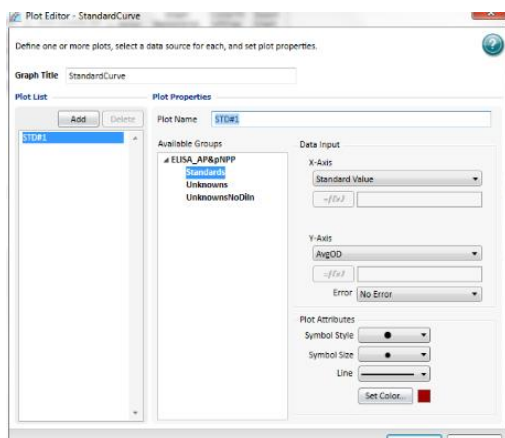 Plot Editor - StandardCurve
Define one or more plots, select a data source for each, and set plot properties.
Graph Title StandardCurve
Plot List
Add Delete
STD#1
Plot Properties
Plot Name STD#1
Available Groups
ELISA_AP&pNPP
Standards
Unknowns
UnknownsNoDiln
Data Input
X-Axis
Standard Value
=f(x)
Y-Axis
AvgOD
=f(x)
Error No Error
Plot Attributes
Symbol Style
Symbol Size
Line
Set Color...